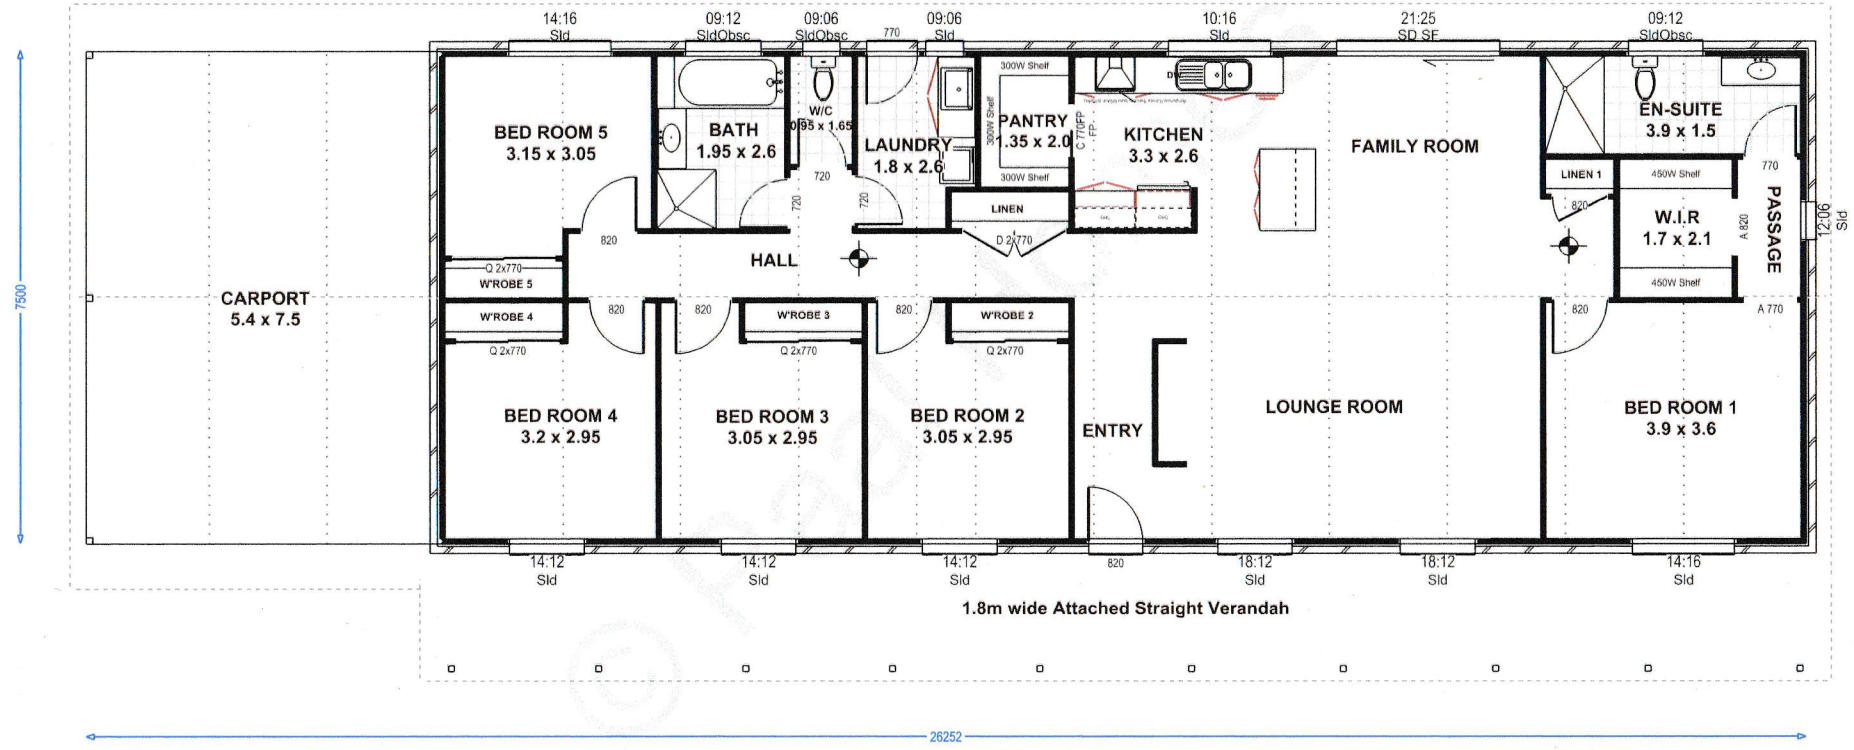 14:16
Sld
09:12
SldObsc
09:06
SldObsc
770
09:06
Sld
10:16
Sld
21:25
SD SF
09:12
SldObsc
BED ROOM 5
3.15 x 3.05
BATH
1.95 x 2.6
W/C
0.95 x 1.65
LAUNDRY
1.8 x 2.6
300W Shelf
300W Shelf
PANTRY
1.35 x 2.0
300W Shelf
C 770FP
FP
DW
KITCHEN
3.3 x 2.6
FAMILY ROOM
EN-SUITE
3.9 x 1.5
770
LINEN 1
820
450W Shelf
W.I.R
1.7 x 2.1
450W Shelf
A 820
PASSAGE
12:06
Sld
820
720
720
720
LINEN
D 2x770
HALL
Q 2x770
W'ROBE 5
CARPORT
5.4 x 7.5
7500
W'ROBE 4
Q 2x770
820
820
W'ROBE 3
Q 2x770
820
W'ROBE 2
Q 2x770
820
A 770
BED ROOM 4
3.2 x 2.95
BED ROOM 3
3.05 x 2.95
BED ROOM 2
3.05 x 2.95
ENTRY
LOUNGE ROOM
BED ROOM 1
3.9 x 3.6
14:12
Sld
14:12
Sld
14:12
Sld
820
18:12
Sld
18:12
Sld
14:16
Sld
1.8m wide Attached Straight Verandah
26252